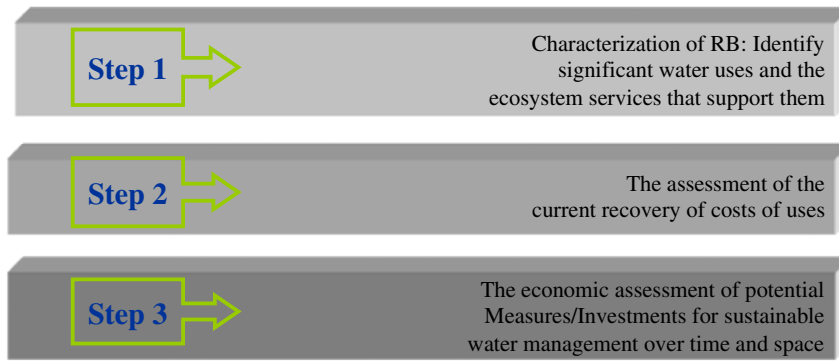 Step 1
Characterization of RB: Identify
significant water uses and the
ecosystem services that support them
Step 2
The assessment of the
current recovery of costs of uses
Step 3
The economic assessment of potential
Measures/Investments for sustainable
water management over time and space